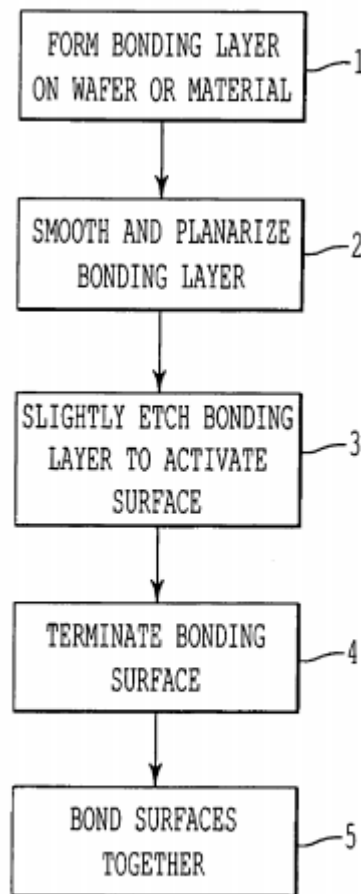 FORM BONDING LAYER
ON WAFER OR MATERIAL
1
SMOOTH AND PLANARIZE
BONDING LAYER
2
SLIGHTLY ETCH BONDING
LAYER TO ACTIVATE
SURFACE
3
TERMINATE BONDING
SURFACE
4
BOND SURFACES
TOGETHER
5